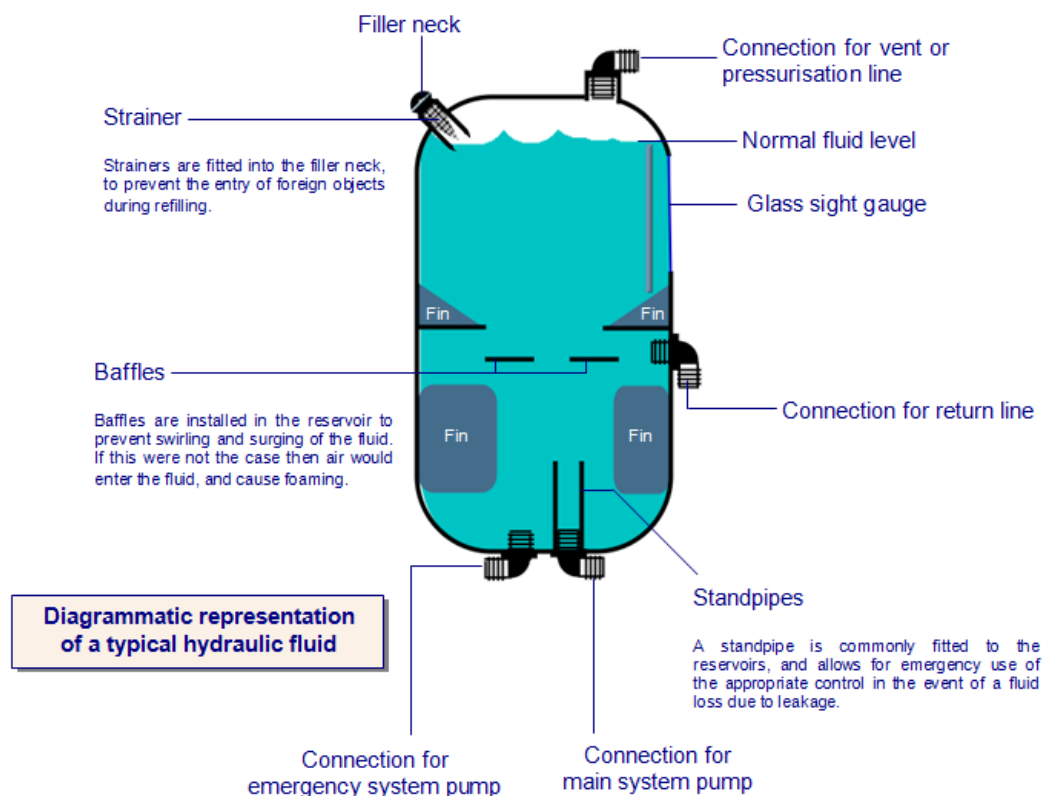 Filler neck
Connection for vent or
pressurisation line
Strainer
Strainers are fitted into the filler neck,
to prevent the entry of foreign objects
during refilling.
Normal fluid level
Glass sight gauge
Fin
Fin
Baffles
Baffles are installed in the reservoir to
prevent swirling and surging of the fluid.
If this were not the case then air would
enter the fluid, and cause foaming.
Connection for return line
Fin
Fin
Diagrammatic representation
of a typical hydraulic fluid
Standpipes
A standpipe is commonly fitted to the
reservoirs, and allows for emergency use of
the appropriate control in the event of a fluid
loss due to leakage.
Connection for
emergency system pump
Connection for
main system pump